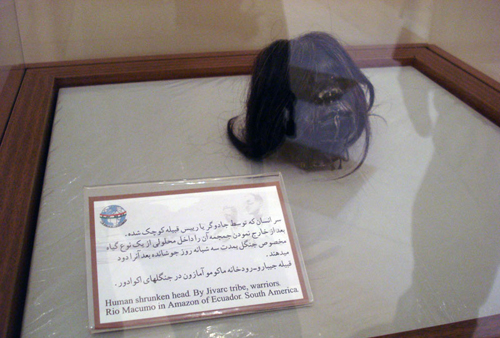 سر انسان که توسط جادوگر یا رییس قبیله کوچک شده.
بعد از خارج نمودن جمجمه آن را داخل محلولی از یک نوع گیاه
مخصوص جنگل بمدت سه شبانه روز جوشانده بعد آنرا دود
میدهند.
قبیله جیبارو، رودخانه ماکومو آمازون در جنگلهای اکوادور.
Human shrunken head. By Jivarc tribe, warriors.
Rio Macumo in Amazon of Ecuador. South America.